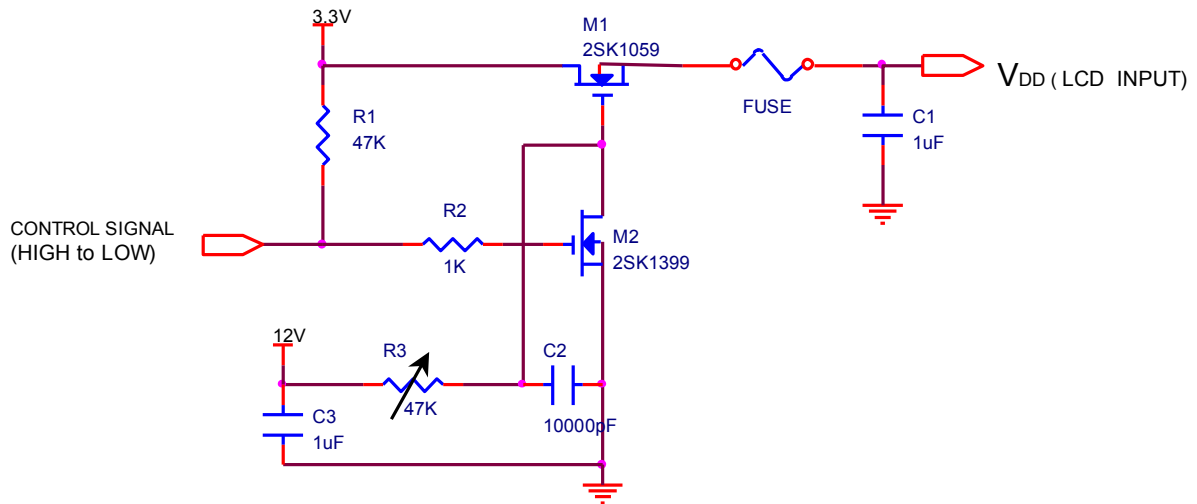 3.3V
M1
2SK1059
FUSE
VDD ( LCD INPUT)
R1
47K
C1
1uF
CONTROL SIGNAL
(HIGH to LOW)
R2
1K
M2
2SK1399
12V
R3
47K
C2
10000pF
C3
1uF